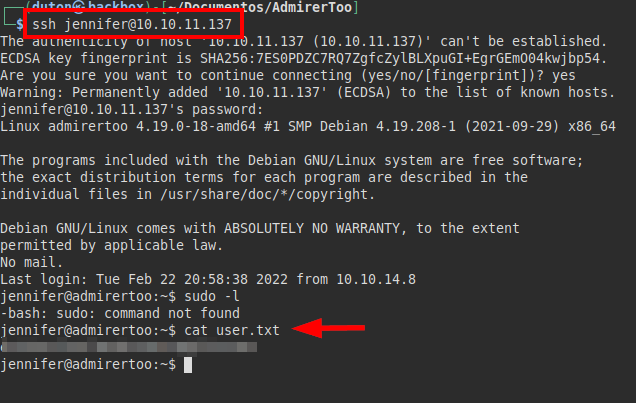 (duton㉿backbox)-[~/Documentos/AdmirerToo]
$ ssh jennifer@10.10.11.137
The authenticity of host '10.10.11.137 (10.10.11.137)' can't be established.
ECDSA key fingerprint is SHA256:7ES0PDZC7RQ7ZgfcZylBLXpuGI+EgrGEmO04kwjbp54.
Are you sure you want to continue connecting (yes/no/[fingerprint])? yes
Warning: Permanently added '10.10.11.137' (ECDSA) to the list of known hosts.
jennifer@10.10.11.137's password:
Linux admirertoo 4.19.0-18-amd64 #1 SMP Debian 4.19.208-1 (2021-09-29) x86_64
The programs included with the Debian GNU/Linux system are free software;
the exact distribution terms for each program are described in the
individual files in /usr/share/doc/*/copyright.
Debian GNU/Linux comes with ABSOLUTELY NO WARRANTY, to the extent
permitted by applicable law.
No mail.
Last login: Tue Feb 22 20:58:38 2022 from 10.10.14.8
jennifer@admirertoo:~$ sudo -l
-bash: sudo: command not found
jennifer@admirertoo:~$ cat user.txt
jennifer@admirertoo:~$